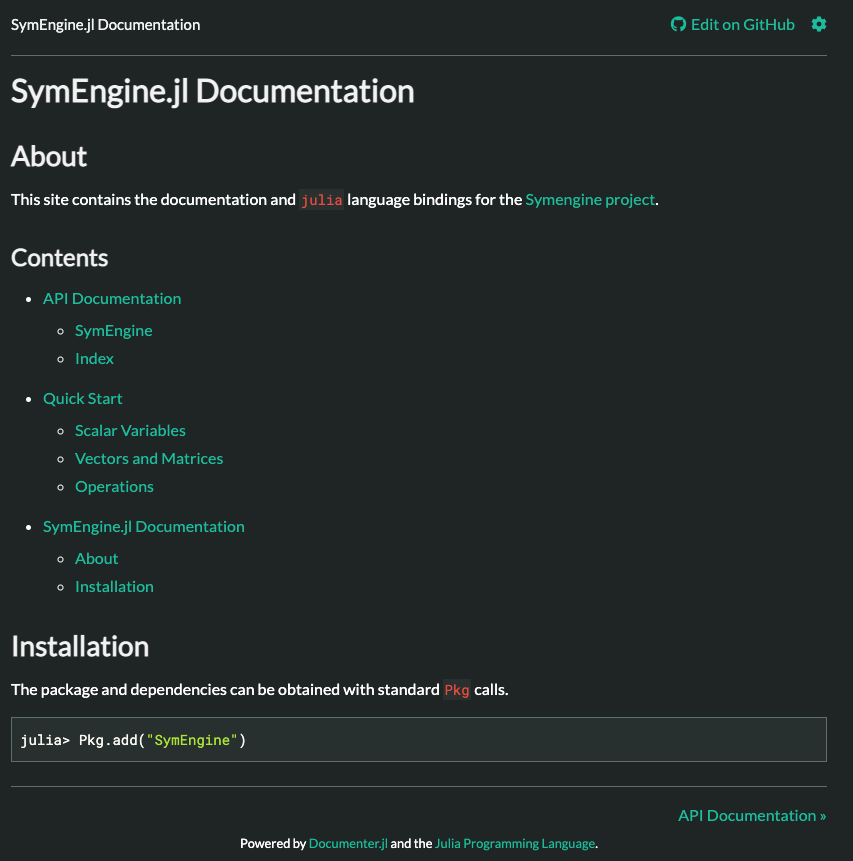 SymEngine.jl Documentation
Edit on GitHub
SymEngine.jl Documentation
About
This site contains the documentation and julia language bindings for the Symengine project.
Contents
API Documentation
SymEngine
Index
Quick Start
Scalar Variables
Vectors and Matrices
Operations
SymEngine.jl Documentation
About
Installation
Installation
The package and dependencies can be obtained with standard Pkg calls.
julia> Pkg.add("SymEngine")
API Documentation »
Powered by Documenter.jl and the Julia Programming Language.